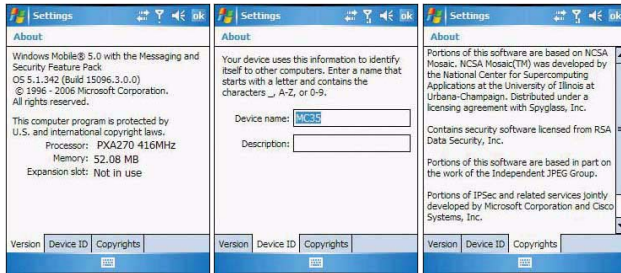 Settings
ok
About
Windows Mobile® 5.0 with the Messaging and
Security Feature Pack
OS 5.1.342 (Build 15096.3.0.0)
© 1996 - 2006 Microsoft Corporation.
All rights reserved.
This computer program is protected by
U.S. and international copyright laws.
Processor: PXA270 416MHz
Memory: 52.08 MB
Expansion slot: Not in use
Version Device ID Copyrights
Settings
ok
About
Your device uses this information to identify
itself to other computers. Enter a name that
starts with a letter and contains the
characters _, A-Z, or 0-9.
Device name: MC35
Description:
Version Device ID Copyrights
Settings
ok
About
Portions of this software are based on NCSA
Mosaic. NCSA Mosaic(TM) was developed by
the National Center for Supercomputing
Applications at the University of Illinois at
Urbana-Champaign. Distributed under a
licensing agreement with Spyglass, Inc.
Contains security software licensed from RSA
Data Security, Inc.
Portions of this software are based in part on
the work of the Independent JPEG Group.
Portions of IPSec and related services jointly
developed by Microsoft Corporation and Cisco
Systems, Inc.
Version Device ID Copyrights